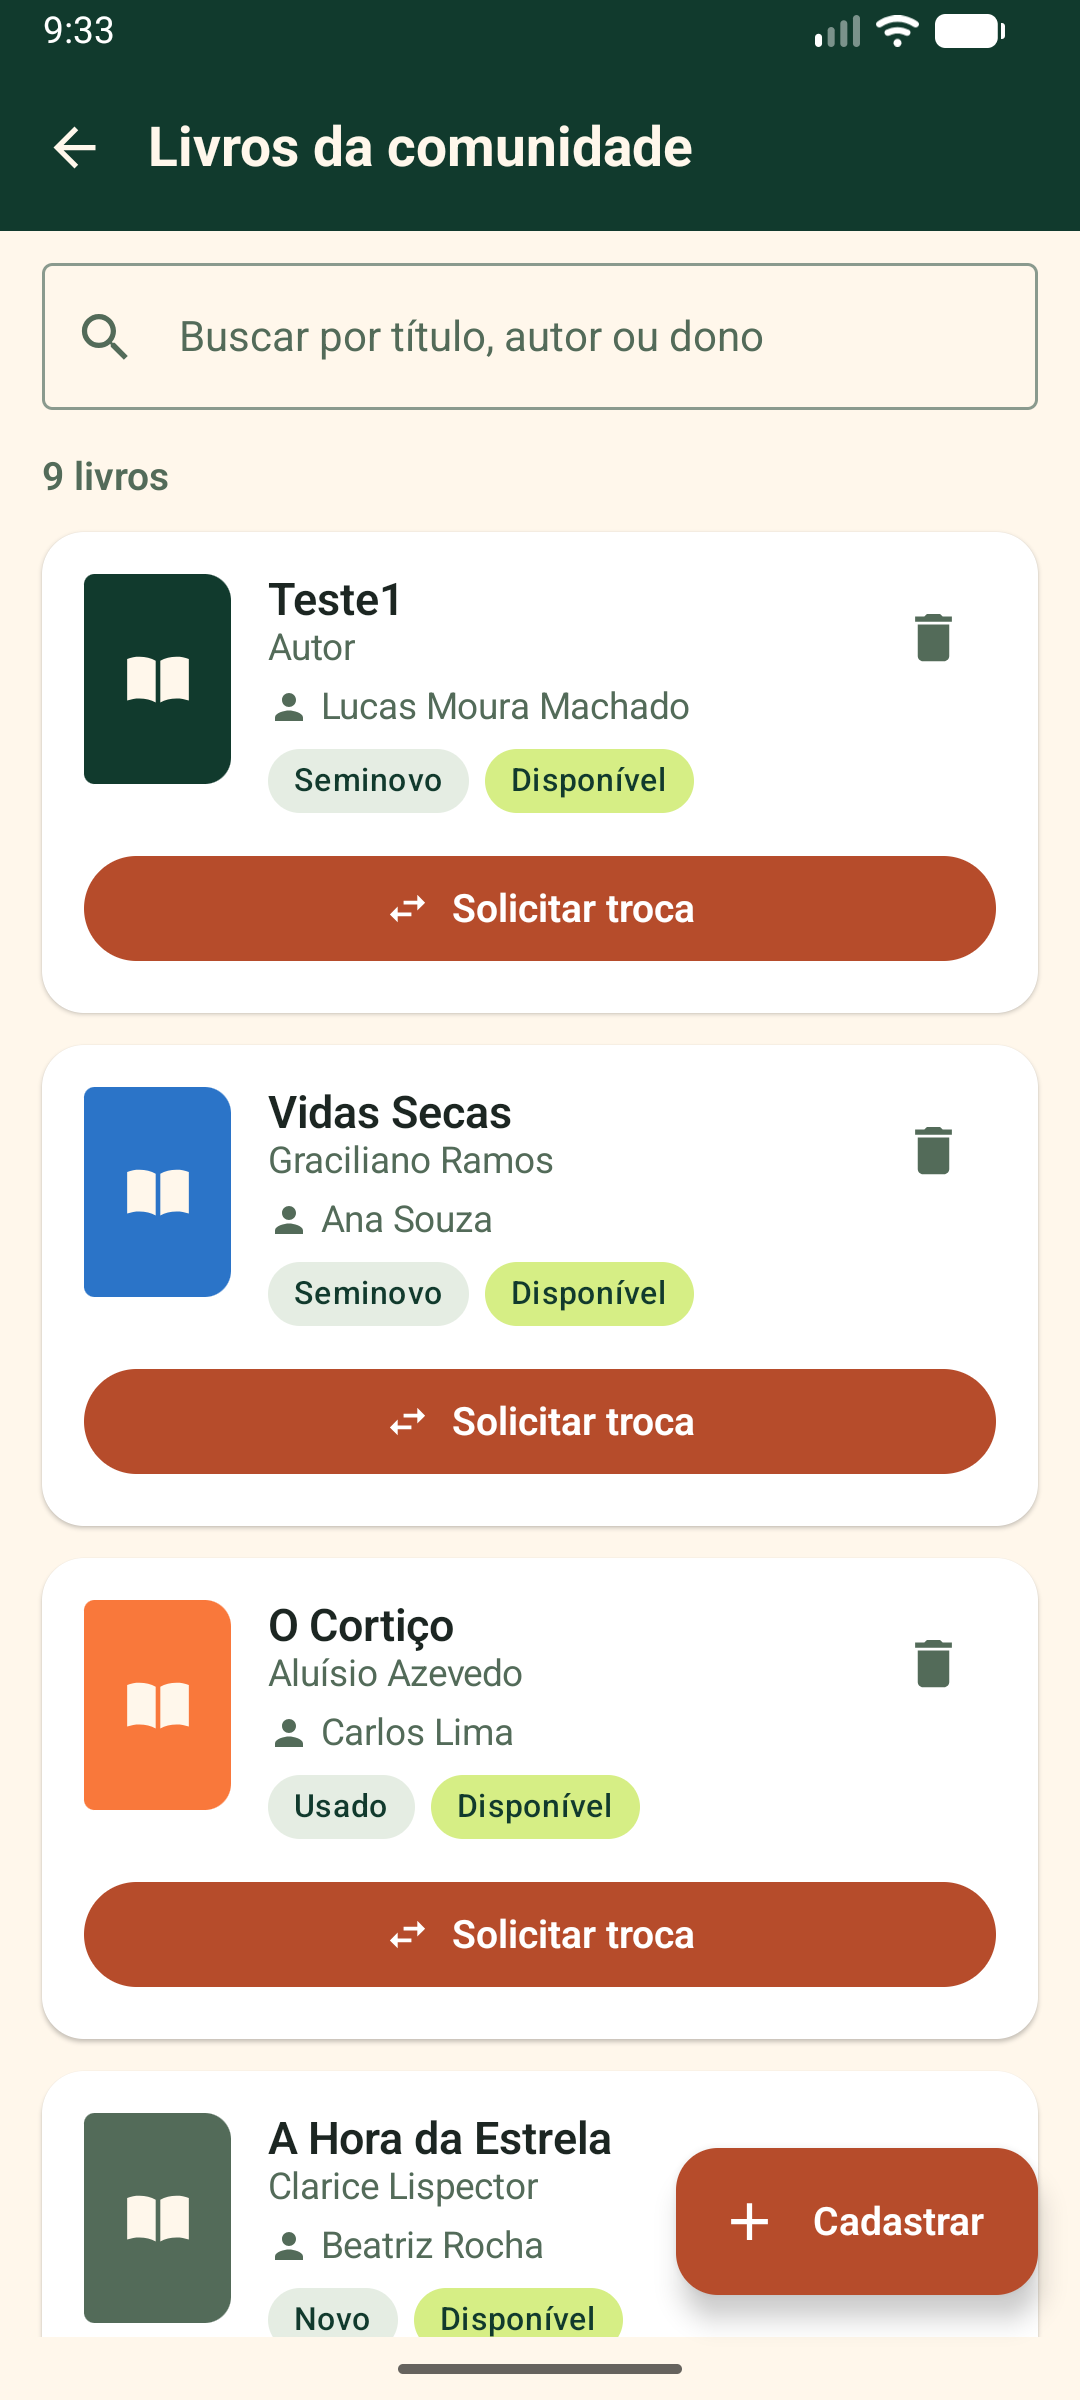 9:33
Livros da comunidade
Buscar por título, autor ou dono
9 livros
Teste1
Autor
Lucas Moura Machado
Seminovo Disponível
Solicitar troca
Vidas Secas
Graciliano Ramos
Ana Souza
Seminovo Disponível
Solicitar troca
O Cortiço
Aluísio Azevedo
Carlos Lima
Usado Disponível
Solicitar troca
A Hora da Estrela
Clarice Lispector
Beatriz Rocha
Novo Disponível
Cadastrar